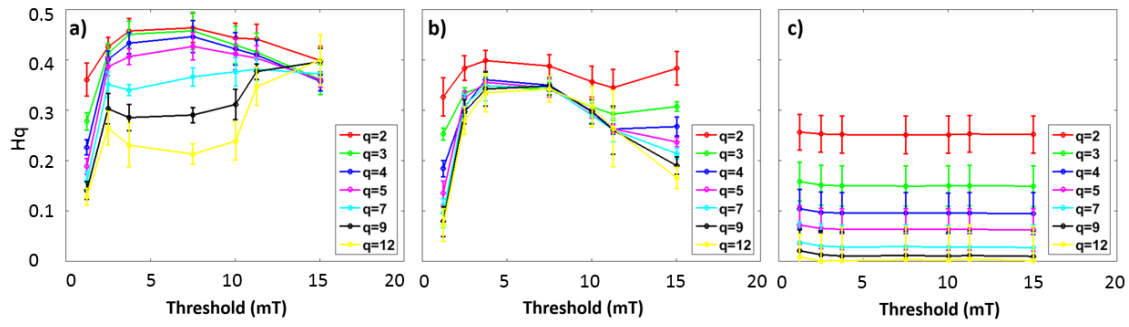 a)
b)
c)
0.5
0.4
0.3
0.2
0.1
0
Hq
q=2
q=3
q=4
q=5
q=7
q=9
q=12
q=2
q=3
q=4
q=5
q=7
q=9
q=12
q=2
q=3
q=4
q=5
q=7
q=9
q=12
0 5 10 15 20
0 5 10 15 20
0 5 10 15 20
Threshold (mT)
Threshold (mT)
Threshold (mT)